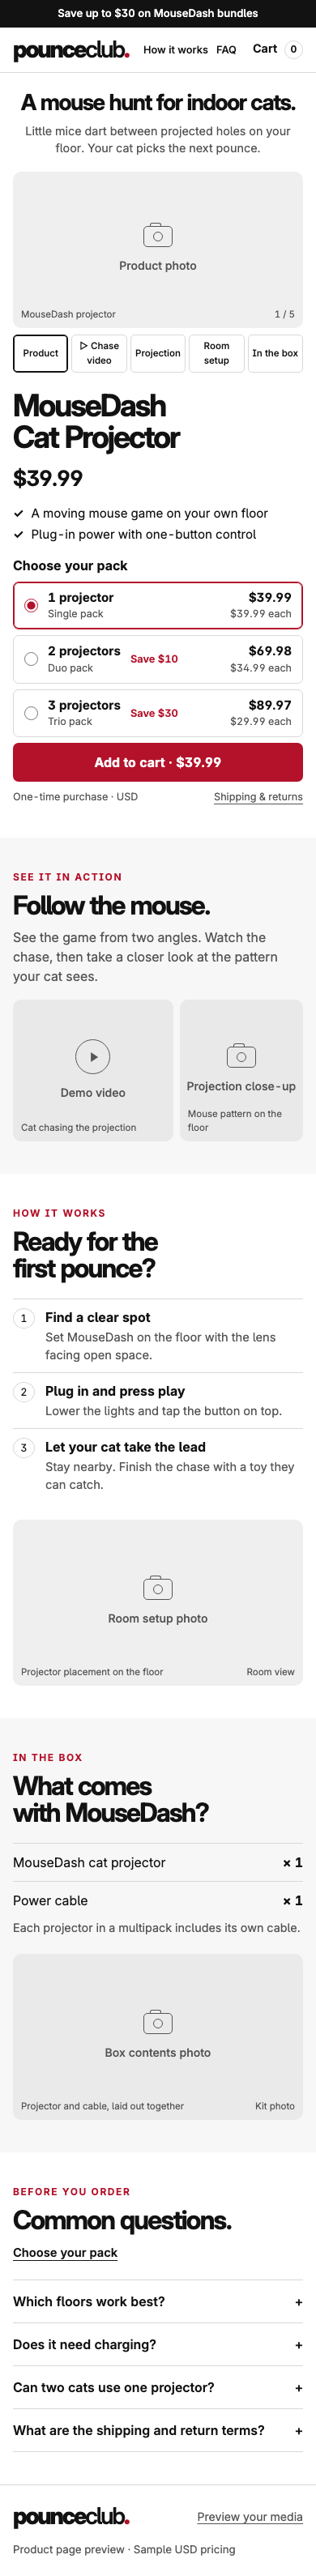 Save up to $30 on MouseDash bundles
pounceclub.
How it works
FAQ
Cart
0
A mouse hunt for indoor cats.
Little mice dart between projected holes on your
floor. Your cat picks the next pounce.
Product photo
MouseDash projector
1 / 5
Product
▷ Chase
video
Projection
Room
setup
In the box
MouseDash
Cat Projector
$39.99
✓ A moving mouse game on your own floor
✓ Plug-in power with one-button control
Choose your pack
1 projector
$39.99
Single pack
$39.99 each
2 projectors
Save $10
$69.98
Duo pack
$34.99 each
3 projectors
Save $30
$89.97
Trio pack
$29.99 each
Add to cart · $39.99
One-time purchase · USD
Shipping & returns
SEE IT IN ACTION
Follow the mouse.
See the game from two angles. Watch the
chase, then take a closer look at the pattern
your cat sees.
Demo video
Cat chasing the projection
Projection close-up
Mouse pattern on the
floor
HOW IT WORKS
Ready for the
first pounce?
1
Find a clear spot
Set MouseDash on the floor with the lens
facing open space.
2
Plug in and press play
Lower the lights and tap the button on top.
3
Let your cat take the lead
Stay nearby. Finish the chase with a toy they
can catch.
Room setup photo
Projector placement on the floor
Room view
IN THE BOX
What comes
with MouseDash?
MouseDash cat projector
× 1
Power cable
× 1
Each projector in a multipack includes its own cable.
Box contents photo
Projector and cable, laid out together
Kit photo
BEFORE YOU ORDER
Common questions.
Choose your pack
Which floors work best?
+
Does it need charging?
+
Can two cats use one projector?
+
What are the shipping and return terms?
+
pounceclub.
Preview your media
Product page preview · Sample USD pricing